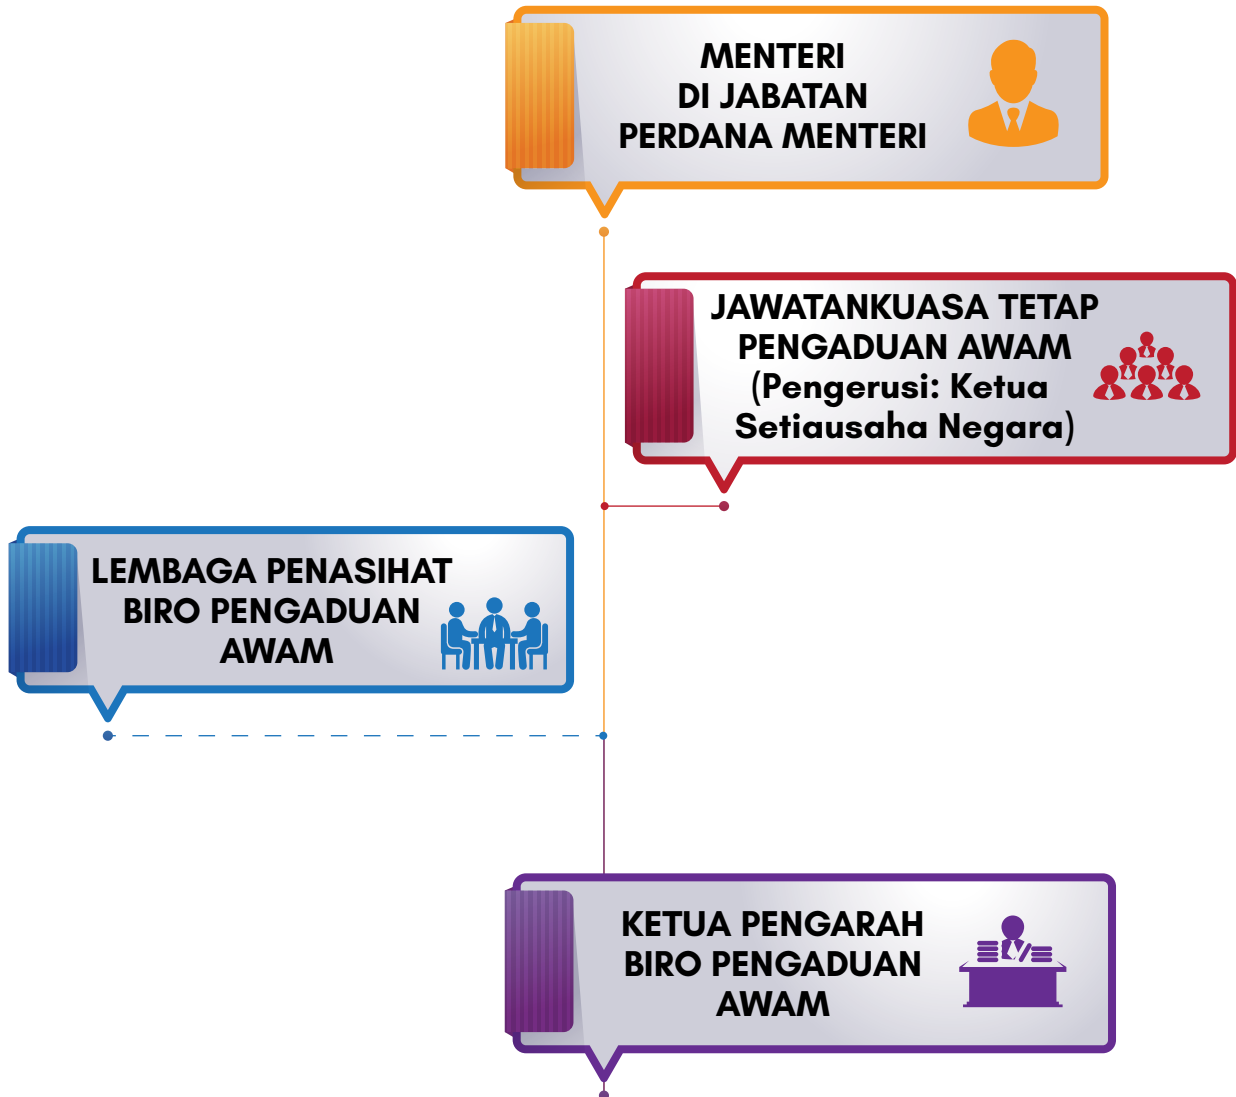 MENTERI
DI JABATAN
PERDANA MENTERI
JAWATANKUASA TETAP
PENGADUAN AWAM
(Pengerusi: Ketua
Setiausaha Negara)
LEMBAGA PENASIHAT
BIRO PENGADUAN
AWAM
KETUA PENGARAH
BIRO PENGADUAN
AWAM